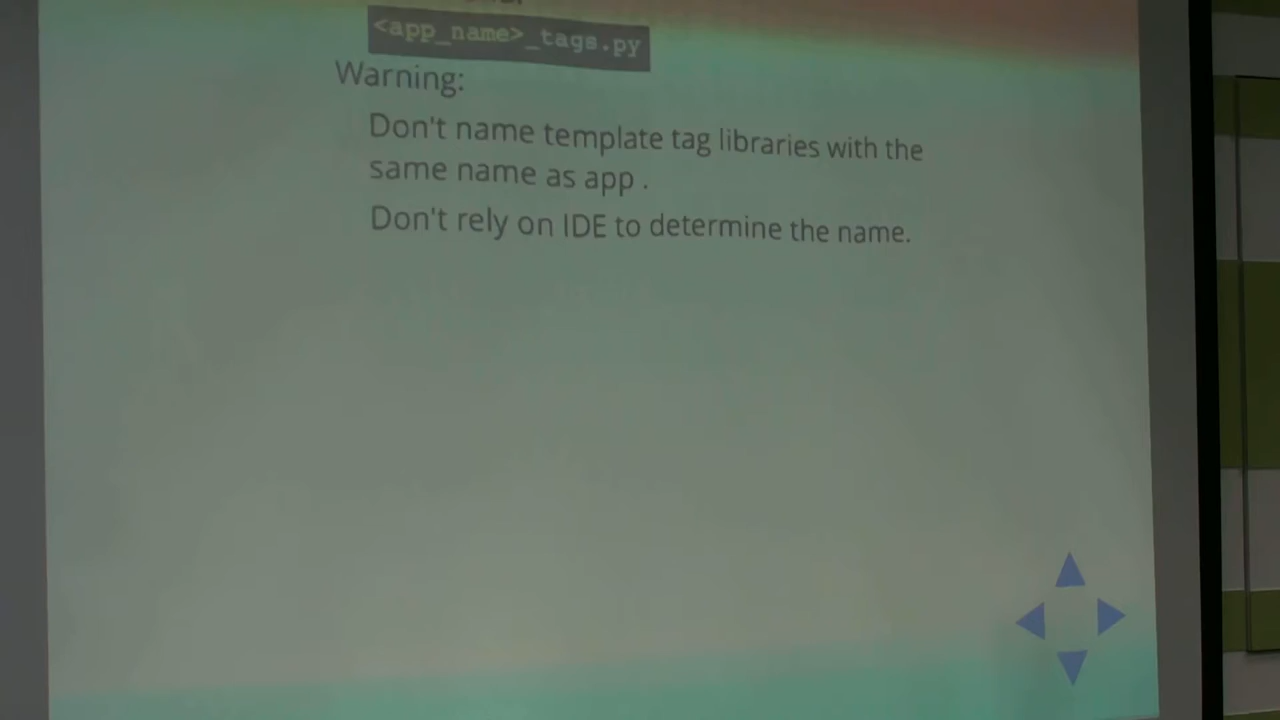 <app_name>_tags.py
Warning:
Don't name template tag libraries with the
same name as app .
Don't rely on IDE to determine the name.